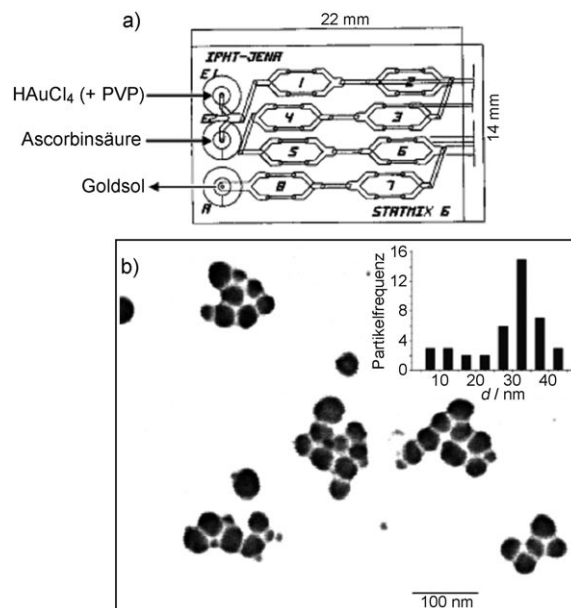 a)
22 mm
14 mm
IPHT-JENA
E1
E2
HAuCl₄ (+ PVP)
Ascorbinsäure
Goldsol
A
1
2
4
3
5
6
8
7
STATMIX 6
b)
Partikelfrequenz
16
12
8
4
0
10 20 30 40
d / nm
100 nm